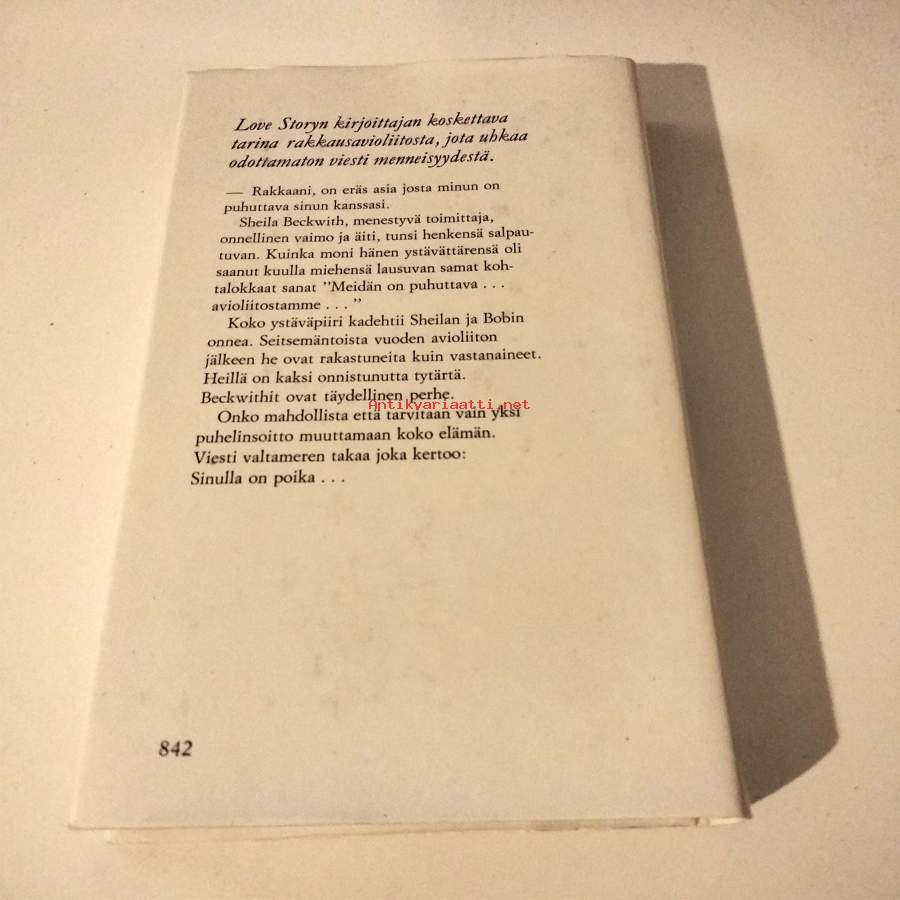 Love Storyn kirjoittajan koskettava
tarina rakkausavioliitosta, jota uhkaa
odottamaton viesti menneisyydestä.
— Rakkaani, on eräs asia josta minun on
puhuttava sinun kanssasi.
Sheila Beckwith, menestyvä toimittaja,
onnellinen vaimo ja äiti, tunsi henkensä salpau-
tuvan. Kuinka moni hänen ystävättärensä oli
saanut kuulla miehensä lausuvan samat koh-
talokkaat sanat "Meidän on puhuttava . . .
avioliitostamme . . . "
Koko ystäväpiiri kadehtii Sheilan ja Bobin
onnea. Seitsemäntoista vuoden avioliiton
jälkeen he ovat rakastuneita kuin vastanaineet.
Heillä on kaksi onnistunutta tytärtä.
Beckwithit ovat täydellinen perhe.
Antikvariaatti.net
Onko mahdollista että tarvitaan vain yksi
puhelinsoitto muuttamaan koko elämän.
Viesti valtameren takaa joka kertoo:
Sinulla on poika . . .
842